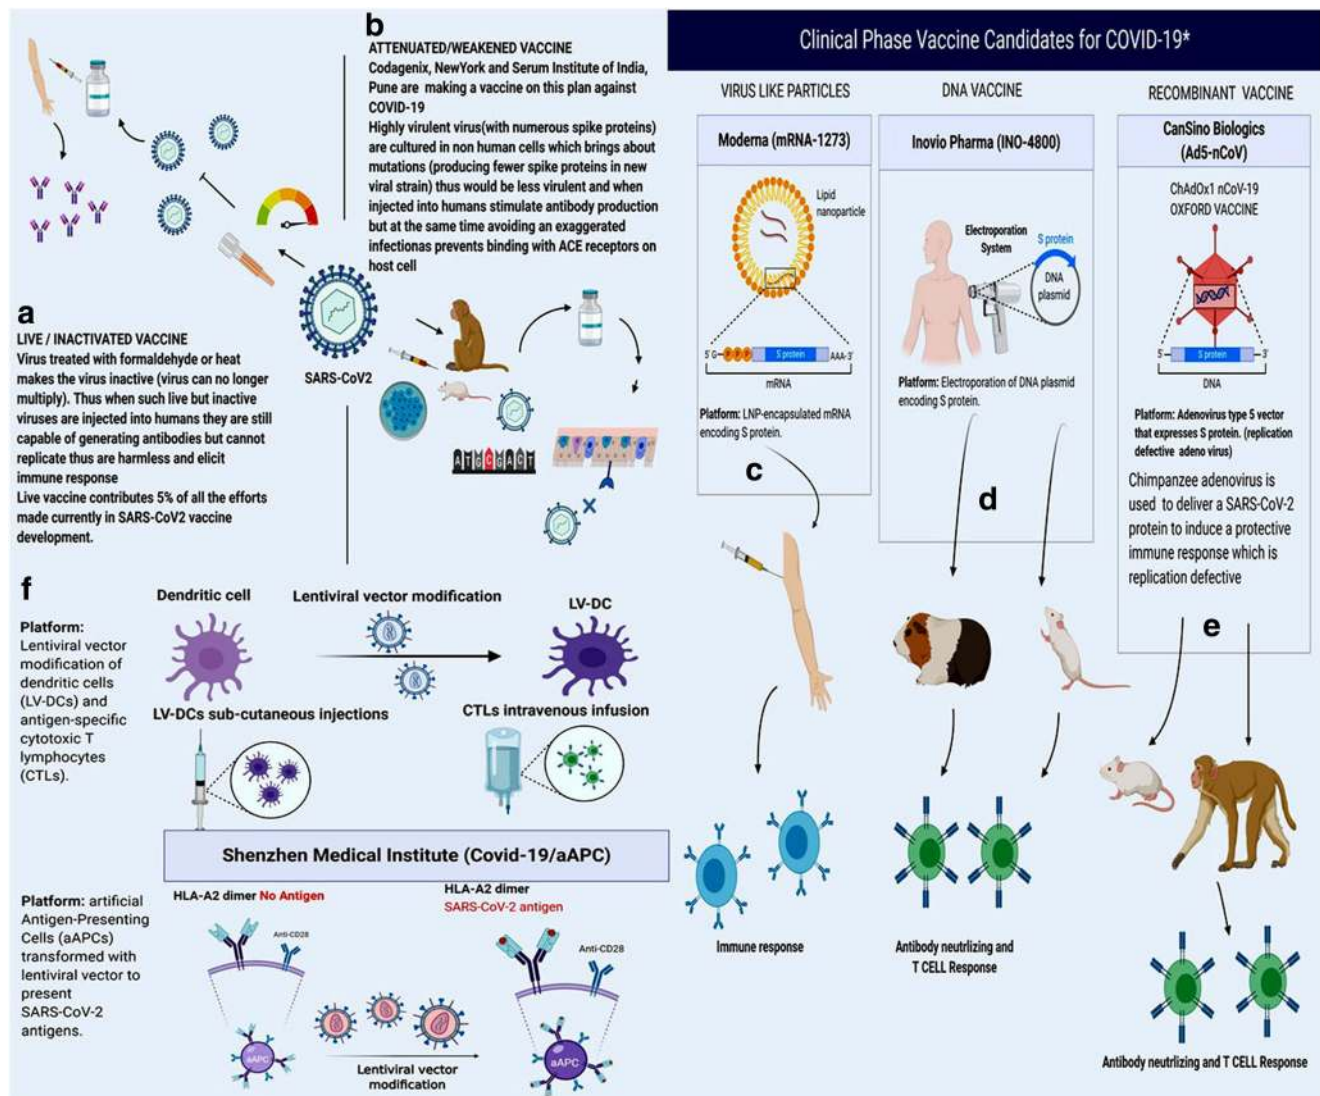 b
ATTENUATED/WEAKENED VACCINE
Codagenix, NewYork and Serum Institute of India,
Pune are making a vaccine on this plan against
COVID-19
Highly virulent virus(with numerous spike proteins)
are cultured in non human cells which brings about
mutations (producing fewer spike proteins in new
viral strain) thus would be less virulent and when
injected into humans stimulate antibody production
but at the same time avoiding an exaggerated
infectionas prevents binding with ACE receptors on
host cell
a
LIVE / INACTIVATED VACCINE
Virus treated with formaldehyde or heat
makes the virus inactive (virus can no longer
multiply). Thus when such live but inactive
viruses are injected into humans they are still
capable of generating antibodies but cannot
replicate thus are harmless and elicit
immune response
Live vaccine contributes 5% of all the efforts
made currently in SARS-CoV2 vaccine
development.
SARS-CoV2
A T G C G A C T
Clinical Phase Vaccine Candidates for COVID-19*
VIRUS LIKE PARTICLES
Moderna (mRNA-1273)
Lipid
nanoparticle
5' G P P P S protein AAA-3'
mRNA
Platform: LNP-encapsulated mRNA
encoding S protein.
c
Immune response
DNA VACCINE
Inovio Pharma (INO-4800)
Electroporation
System
S protein
DNA
plasmid
Platform: Electroporation of DNA plasmid
encoding S protein.
d
Antibody neutrlizing and
T CELL Response
RECOMBINANT VACCINE
CanSino Biologics
(Ad5-nCoV)
ChAdOx1 nCoV-19
OXFORD VACCINE
5' S protein 3'
DNA
Platform: Adenovirus type 5 vector
that expresses S protein. (replication
defective adeno virus)
Chimpanzee adenovirus is
used to deliver a SARS-CoV-2
protein to induce a protective
immune response which is
replication defective
e
Antibody neutrlizing and T CELL Response
f
Platform:
Lentiviral vector
modification of
dendritic cells
(LV-DCs) and
antigen-specific
cytotoxic T
lymphocytes
(CTLs).
Dendritic cell
Lentiviral vector modification
LV-DC
LV-DCs sub-cutaneous injections
CTLs intravenous infusion
Shenzhen Medical Institute (Covid-19/aAPC)
Platform: artificial
Antigen-Presenting
Cells (aAPCs)
transformed with
lentiviral vector to
present
SARS-CoV-2
antigens.
HLA-A2 dimer No Antigen
Anti-CD28
aAPC
HLA-A2 dimer
SARS-CoV-2 antigen
Anti-CD28
aAPC
Lentiviral vector
modification